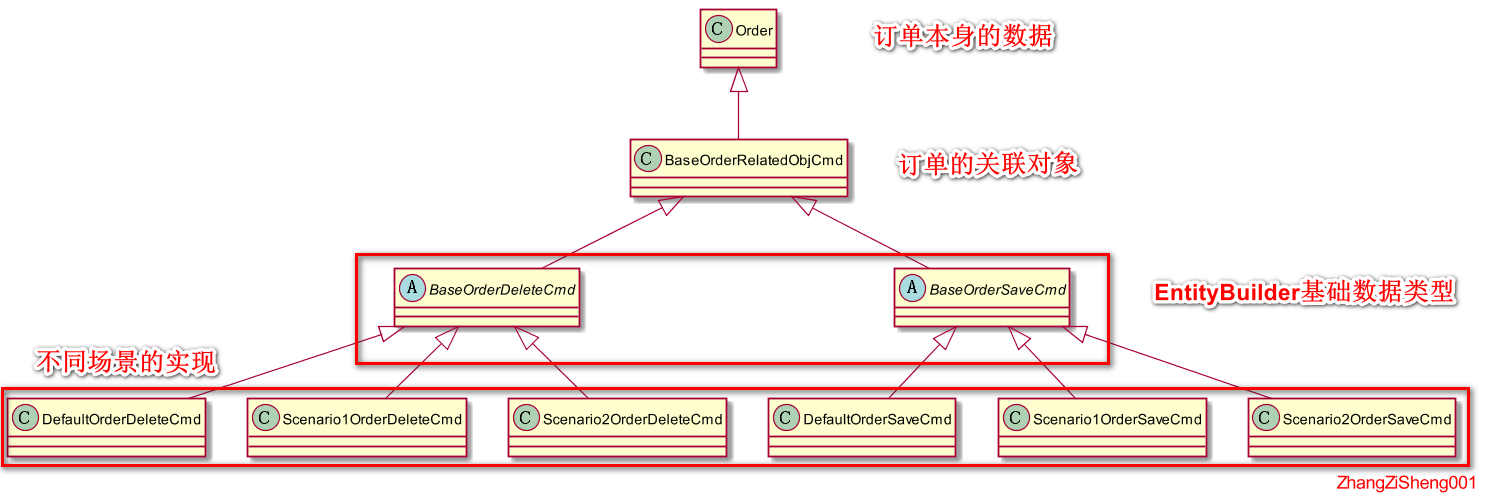 C Order
订单本身的数据
C BaseOrderRelatedObjCmd
订单的关联对象
A BaseOrderDeleteCmd
A BaseOrderSaveCmd
EntityBuilder基础数据类型
不同场景的实现
C DefaultOrderDeleteCmd
C Scenario1OrderDeleteCmd
C Scenario2OrderDeleteCmd
C DefaultOrderSaveCmd
C Scenario1OrderSaveCmd
C Scenario2OrderSaveCmd
ZhangZiSheng001